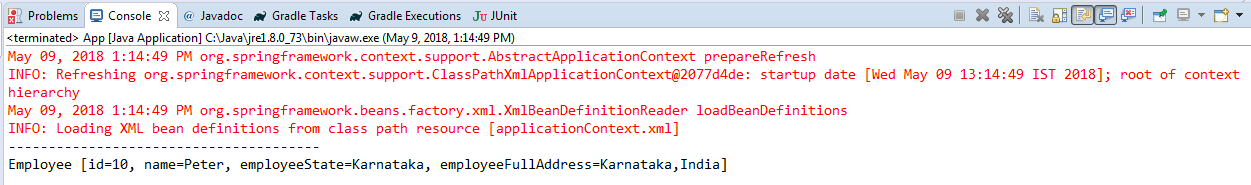 Problems Console Javadoc Gradle Tasks Gradle Executions JUnit
<terminated> App [Java Application] C:\Java\jre1.8.0_73\bin\javaw.exe (May 9, 2018, 1:14:49 PM)
May 09, 2018 1:14:49 PM org.springframework.context.support.AbstractApplicationContext prepareRefresh
INFO: Refreshing org.springframework.context.support.ClassPathXmlApplicationContext@2077d4de: startup date [Wed May 09 13:14:49 IST 2018]; root of context
hierarchy
May 09, 2018 1:14:49 PM org.springframework.beans.factory.xml.XmlBeanDefinitionReader loadBeanDefinitions
INFO: Loading XML bean definitions from class path resource [applicationContext.xml]
---------------------------------------
Employee [id=10, name=Peter, employeeState=Karnataka, employeeFullAddress=Karnataka,India]